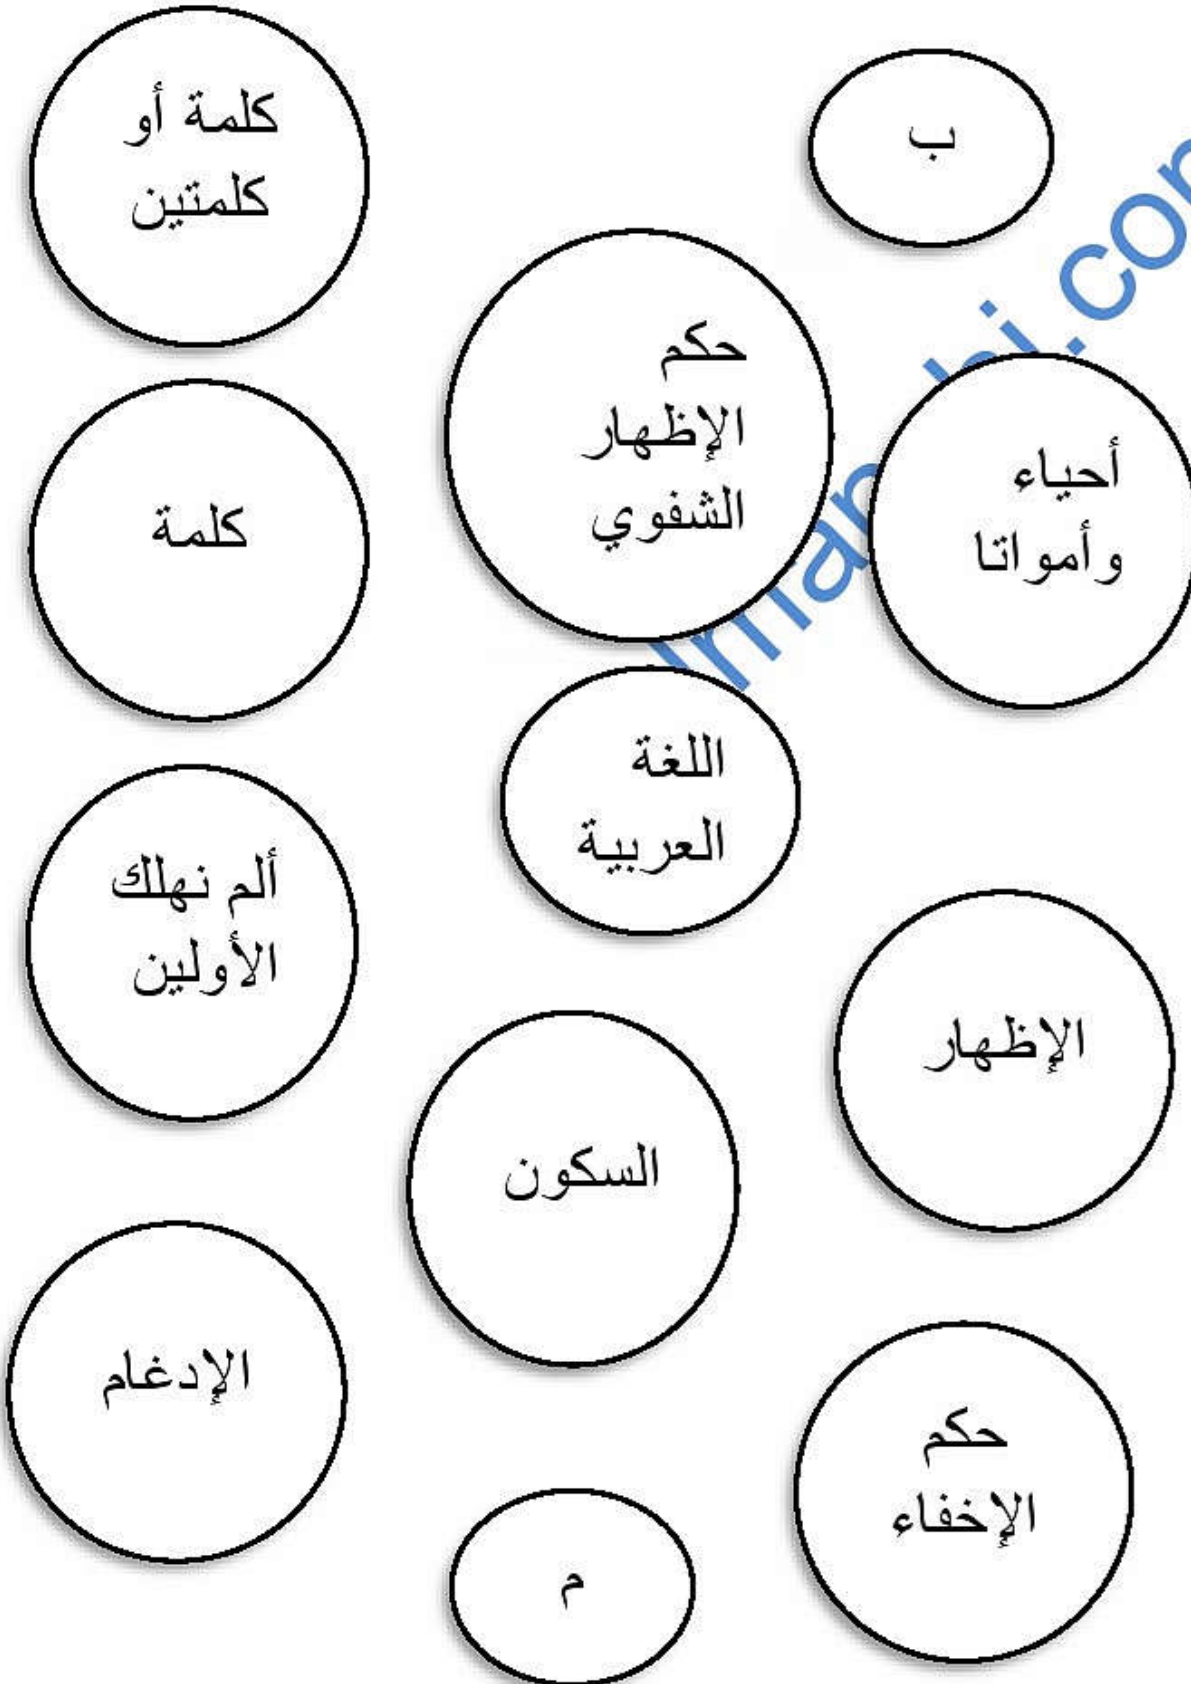 ب
كلمة أو
كلمتين
حكم
الإظهار
الشفوي
أحياء
وأمواتا
كلمة
اللغة
العربية
ألم نهلك
الأولين
الإظهار
السكون
الإدغام
حكم
الإخفاء
م